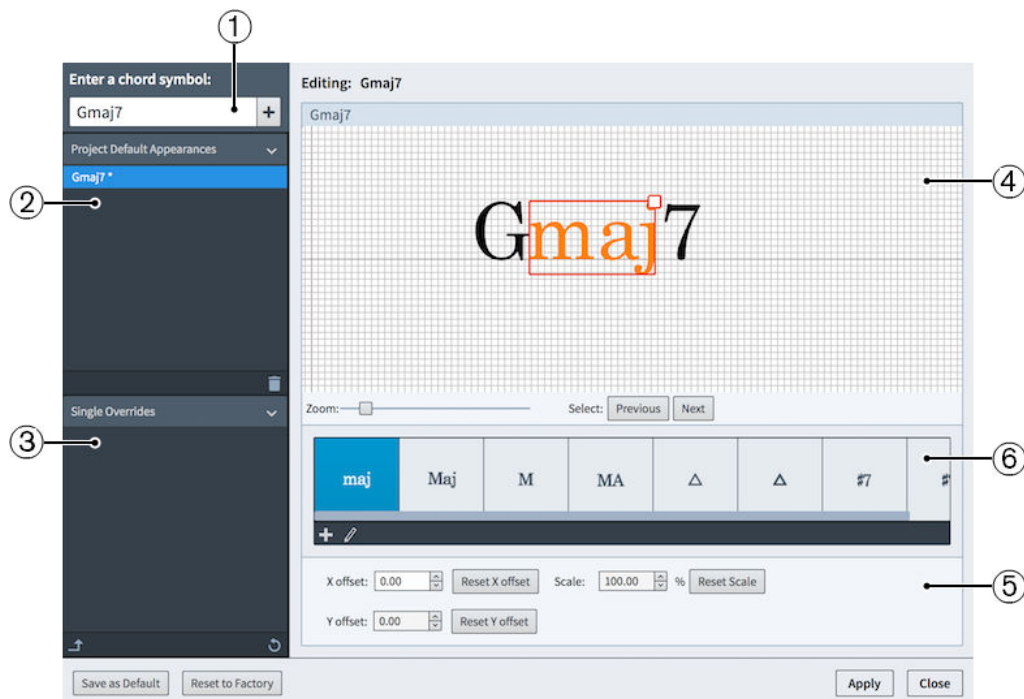 ①
Enter a chord symbol:
Gmaj7 +
Project Default Appearances
Gmaj7 *
②
Single Overrides
③
Editing: Gmaj7
Gmaj7
Gmaj7
④
Zoom: Select: Previous Next
maj Maj M MA △ △ #7
⑥
X offset: 0.00 Reset X offset Scale: 100.00 % Reset Scale
⑤
Y offset: 0.00 Reset Y offset
Save as Default Reset to Factory Apply Close